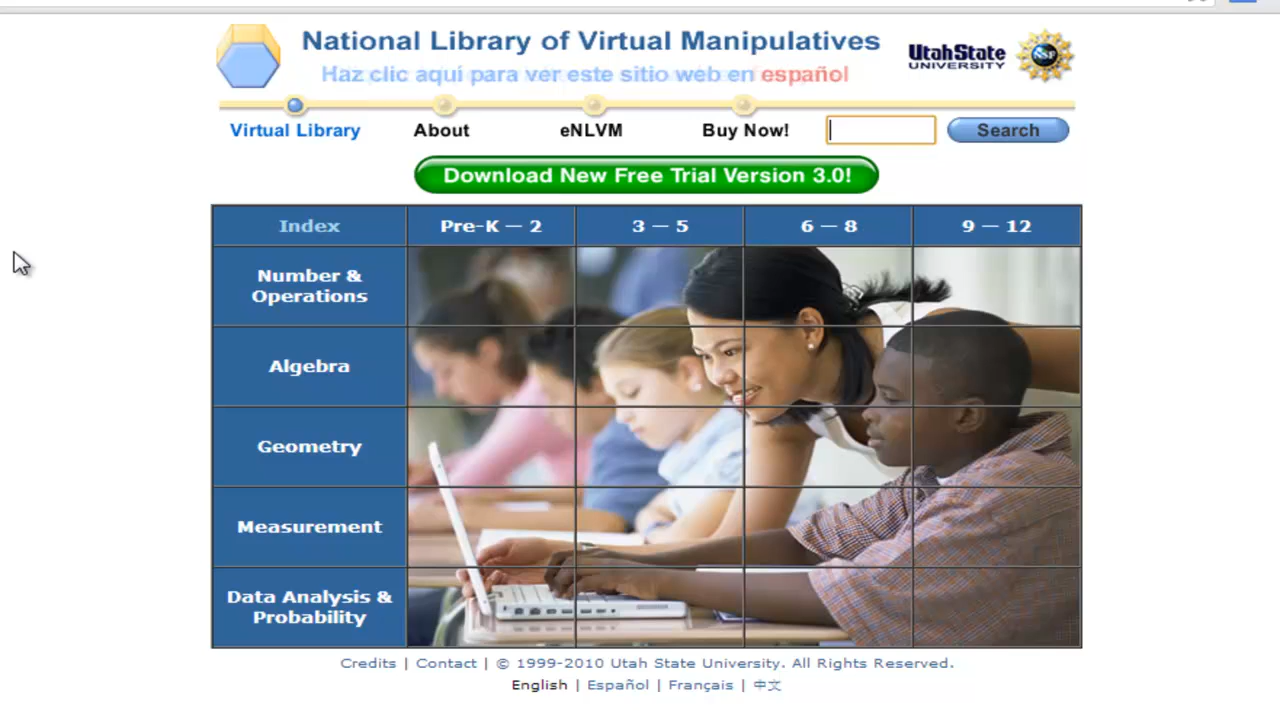 National Library of Virtual Manipulatives
Haz clic aquí para ver este sitio web en español
UtahState
UNIVERSITY
NSF
Virtual Library
About
eNLVM
Buy Now!
Search
Download New Free Trial Version 3.0!
Index
Pre-K — 2
3 — 5
6 — 8
9 — 12
Number &
Operations
Algebra
Geometry
Measurement
Data Analysis &
Probability
Credits | Contact | © 1999-2010 Utah State University. All Rights Reserved.
English | Español | Français | 中文